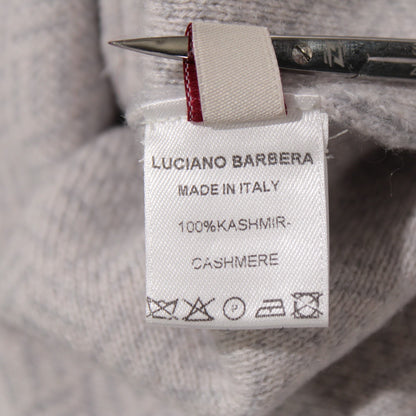 LUCIANO BARBERA
MADE IN ITALY
100%KASHMIR-
CASHMERE